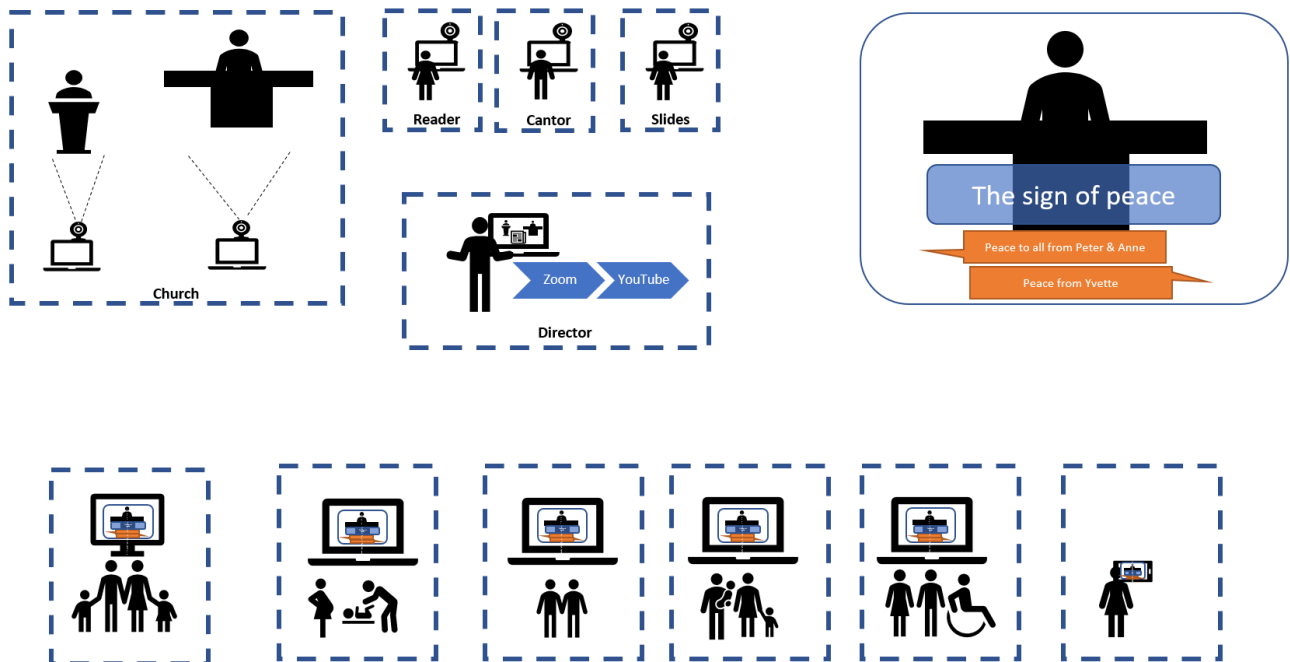 Reader
Cantor
Slides
Church
Zoom
YouTube
Director
The sign of peace
Peace to all from Peter & Anne
Peace from Yvette